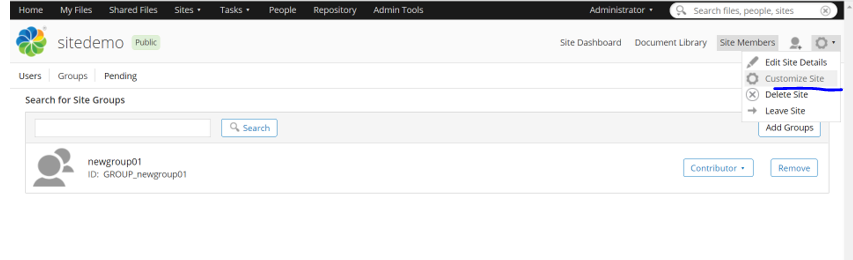 Home My Files Shared Files Sites Tasks People Repository Admin Tools Administrator Search files, people, sites
sitedemo Public Site Dashboard Document Library Site Members
Edit Site Details
Users Groups Pending
Customize Site
Search for Site Groups
Delete Site
Leave Site
Search
Add Groups
newgroup01
ID: GROUP_newgroup01
Contributor Remove